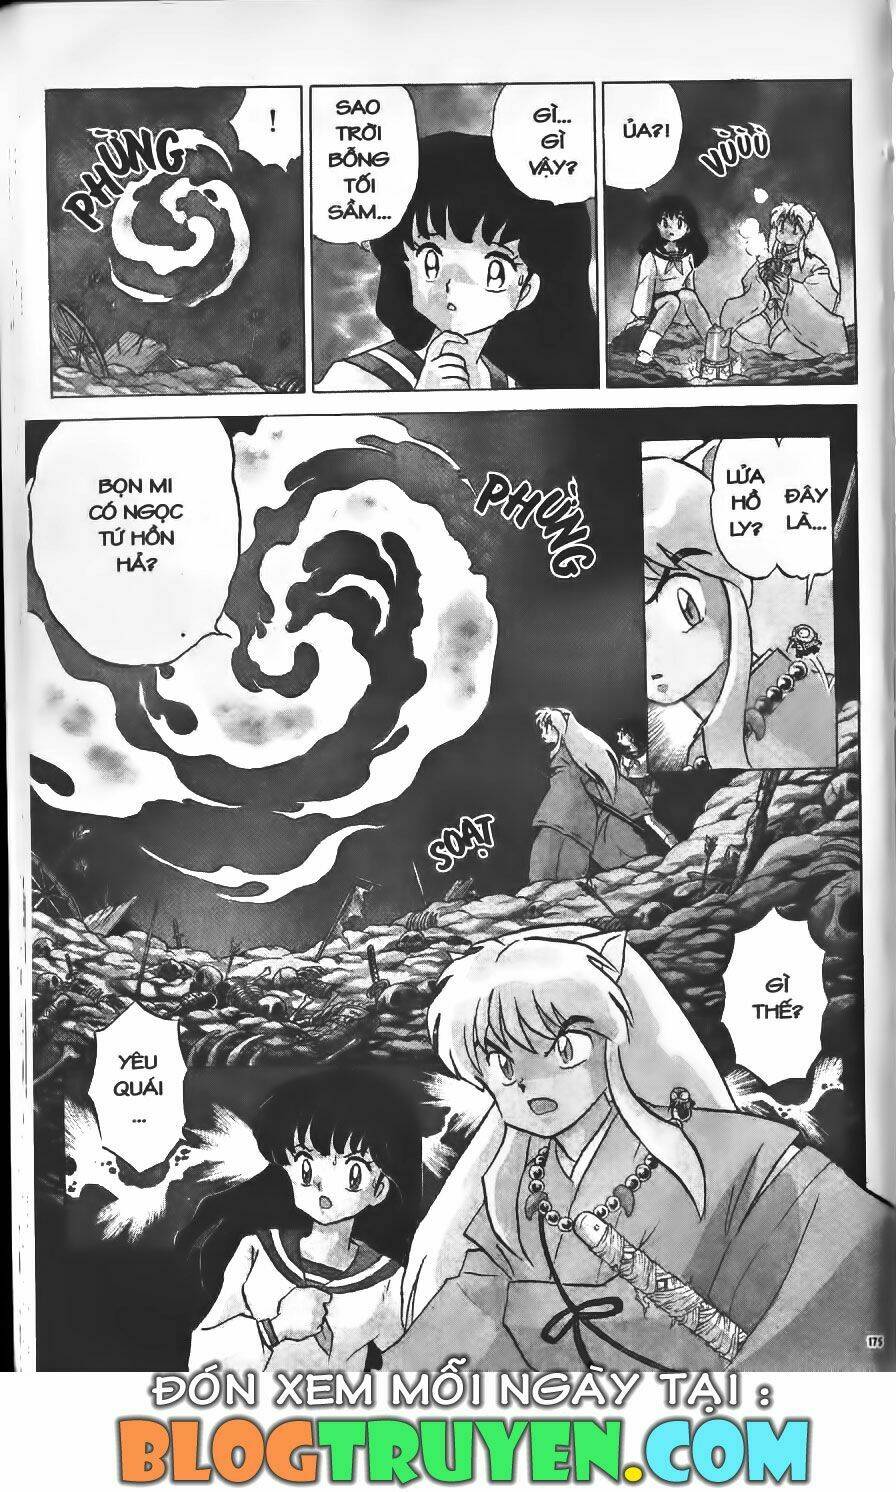 ỦA?!
VÙÙÙ
GÌ...
GÌ
VẬY?
SAO
TRỜI
BỖNG
TỐI
SẦM...
!
PHỪNG
ĐÂY
LÀ...
LỬA
HỒ
LY?
PHỪNG
BỌN MI
CÓ NGỌC
TỨ HỒN
HẢ?
SOẠT
GÌ
THẾ?
YÊU
QUÁI
...
175
ĐÓN XEM MỖI NGÀY TẠI :
BLOGTRUYEN.COM